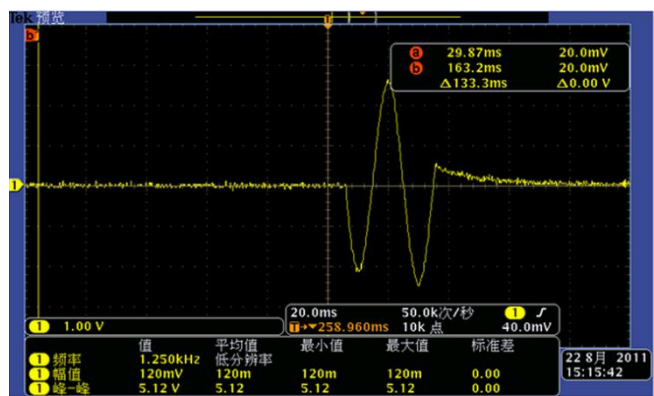 Tek 预览
T
b
a 29.87ms 20.0mV
b 163.2ms 20.0mV
△133.3ms △0.00 V
1
1 1.00 V
20.0ms 50.0k次/秒 1
T→▼258.960ms 10k 点 40.0mV
值 平均值 最小值 最大值 标准差
1 频率 1.250kHz 低分辨率
1 幅值 120mV 120m 120m 120m 0.00
1 峰-峰 5.12 V 5.12 5.12 5.12 0.00
22 8月 2011
15:15:42